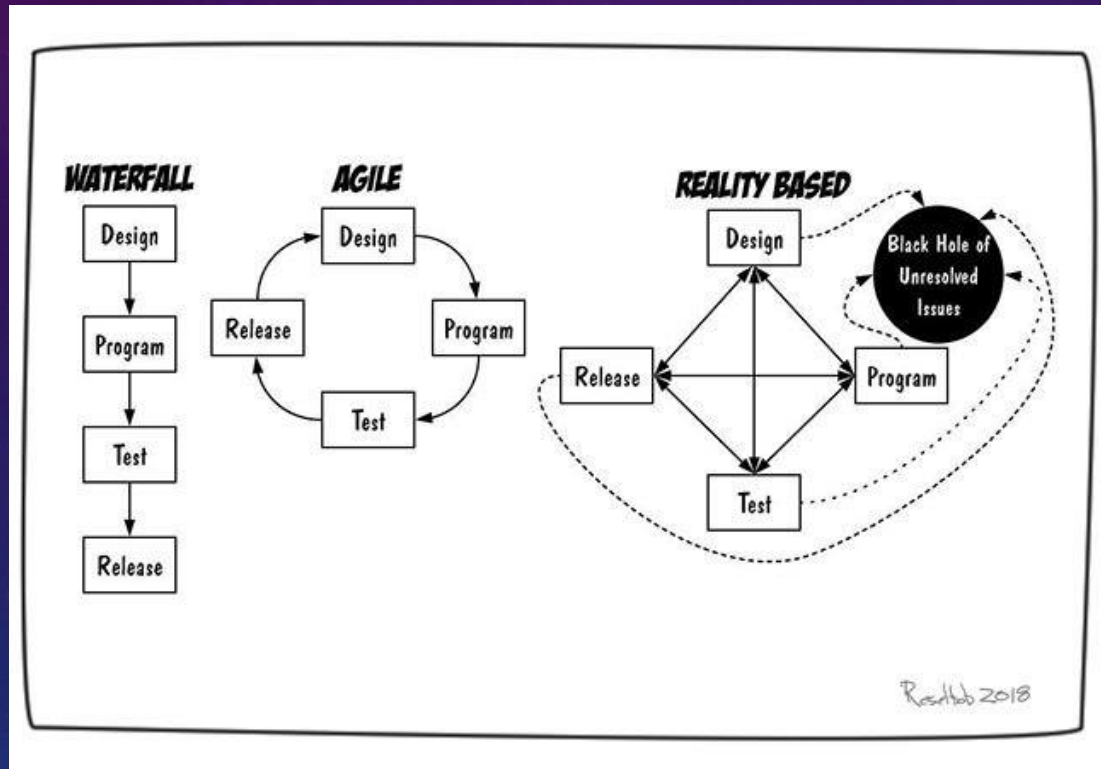 WATERFALL
Design
Program
Test
Release
AGILE
Design
Program
Test
Release
REALITY BASED
Design
Black Hole of
Unresolved
Issues
Release
Program
Test
2018